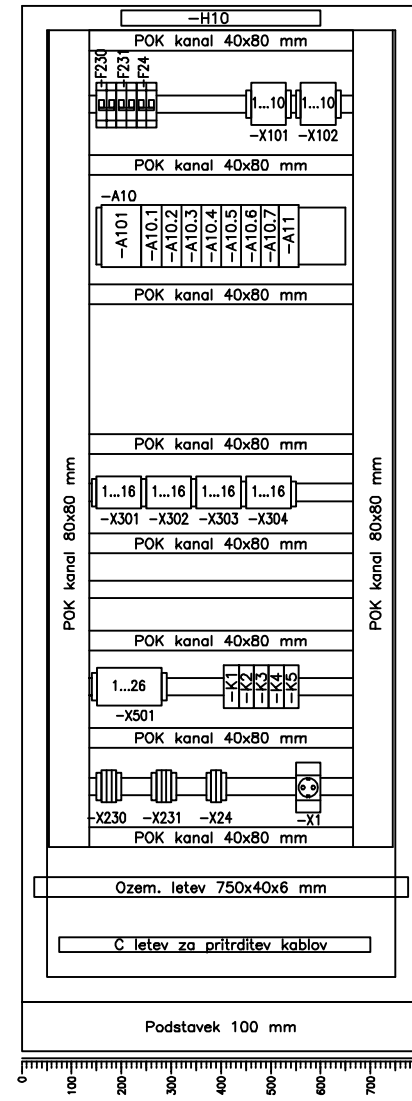 -H10
POK kanal 40x80 mm
-F230 -F231 -F24
1...10 1...10
-X101 -X102
POK kanal 40x80 mm
-A10
-A101 -A10.1 -A10.2 -A10.3 -A10.4 -A10.5 -A10.6 -A10.7 -A11
POK kanal 40x80 mm
POK kanal 40x80 mm
POK kanal 80x80 mm
POK kanal 80x80 mm
1...16 1...16 1...16 1...16
-X301 -X302 -X303 -X304
POK kanal 40x80 mm
POK kanal 40x80 mm
1...26
-K1 -K2 -K3 -K4 -K5
-X501
POK kanal 40x80 mm
-X230 -X231 -X24 -X1
POK kanal 40x80 mm
Ozem. letev 750x40x6 mm
C letev za pritrditev kablov
Podstavek 100 mm
0 100 200 300 400 500 600 700